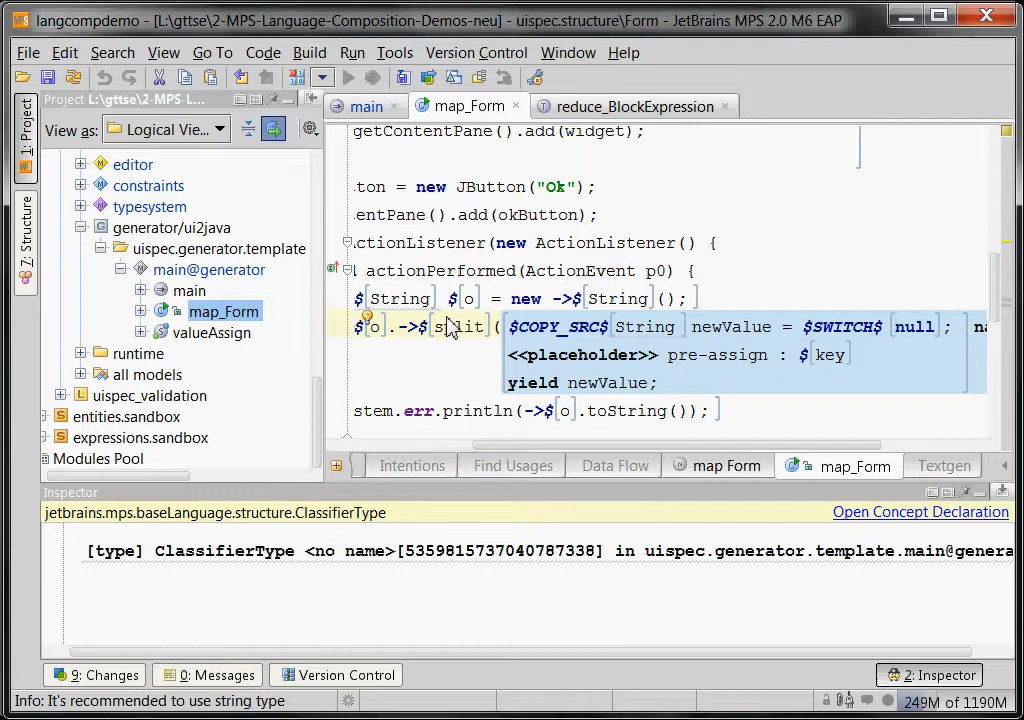 langcompdemo - [L:\gttse\2-MPS-Language-Composition-Demos-neu] - uispec.structure\Form - JetBrains MPS 2.0 M6 EAP
File Edit Search View Go To Code Build Run Tools Version Control Window Help
1: Project
7: Structure
Project L:\gttse\2-MPS-L...
View as: Logical Vie...
editor
constraints
typesystem
generator/ui2java
uispec.generator.template
main@generator
main
map_Form
valueAssign
runtime
all models
uispec_validation
entities.sandbox
expressions.sandbox
Modules Pool
main map_Form reduce_BlockExpression
getContentPane().add(widget);
.ton = new JButton("Ok");
entPane().add(okButton);
ctionListener(new ActionListener() {
actionPerformed(ActionEvent p0) {
$[String] $[o] = new ->$[String]();
$[o].->$[split](
$COPY_SRC$[String] newValue = $SWITCH$ [null];
<<placeholder>> pre-assign : $[key]
yield newValue;
stem.err.println(->$[o].toString());
Intentions Find Usages Data Flow map Form map_Form Textgen
Inspector
jetbrains.mps.baseLanguage.structure.ClassifierType Open Concept Declaration
[type] ClassifierType <no name>[5359815737040787338] in uispec.generator.template.main@genera
9: Changes 0: Messages Version Control 2: Inspector
Info: It's recommended to use string type 249M of 1190M